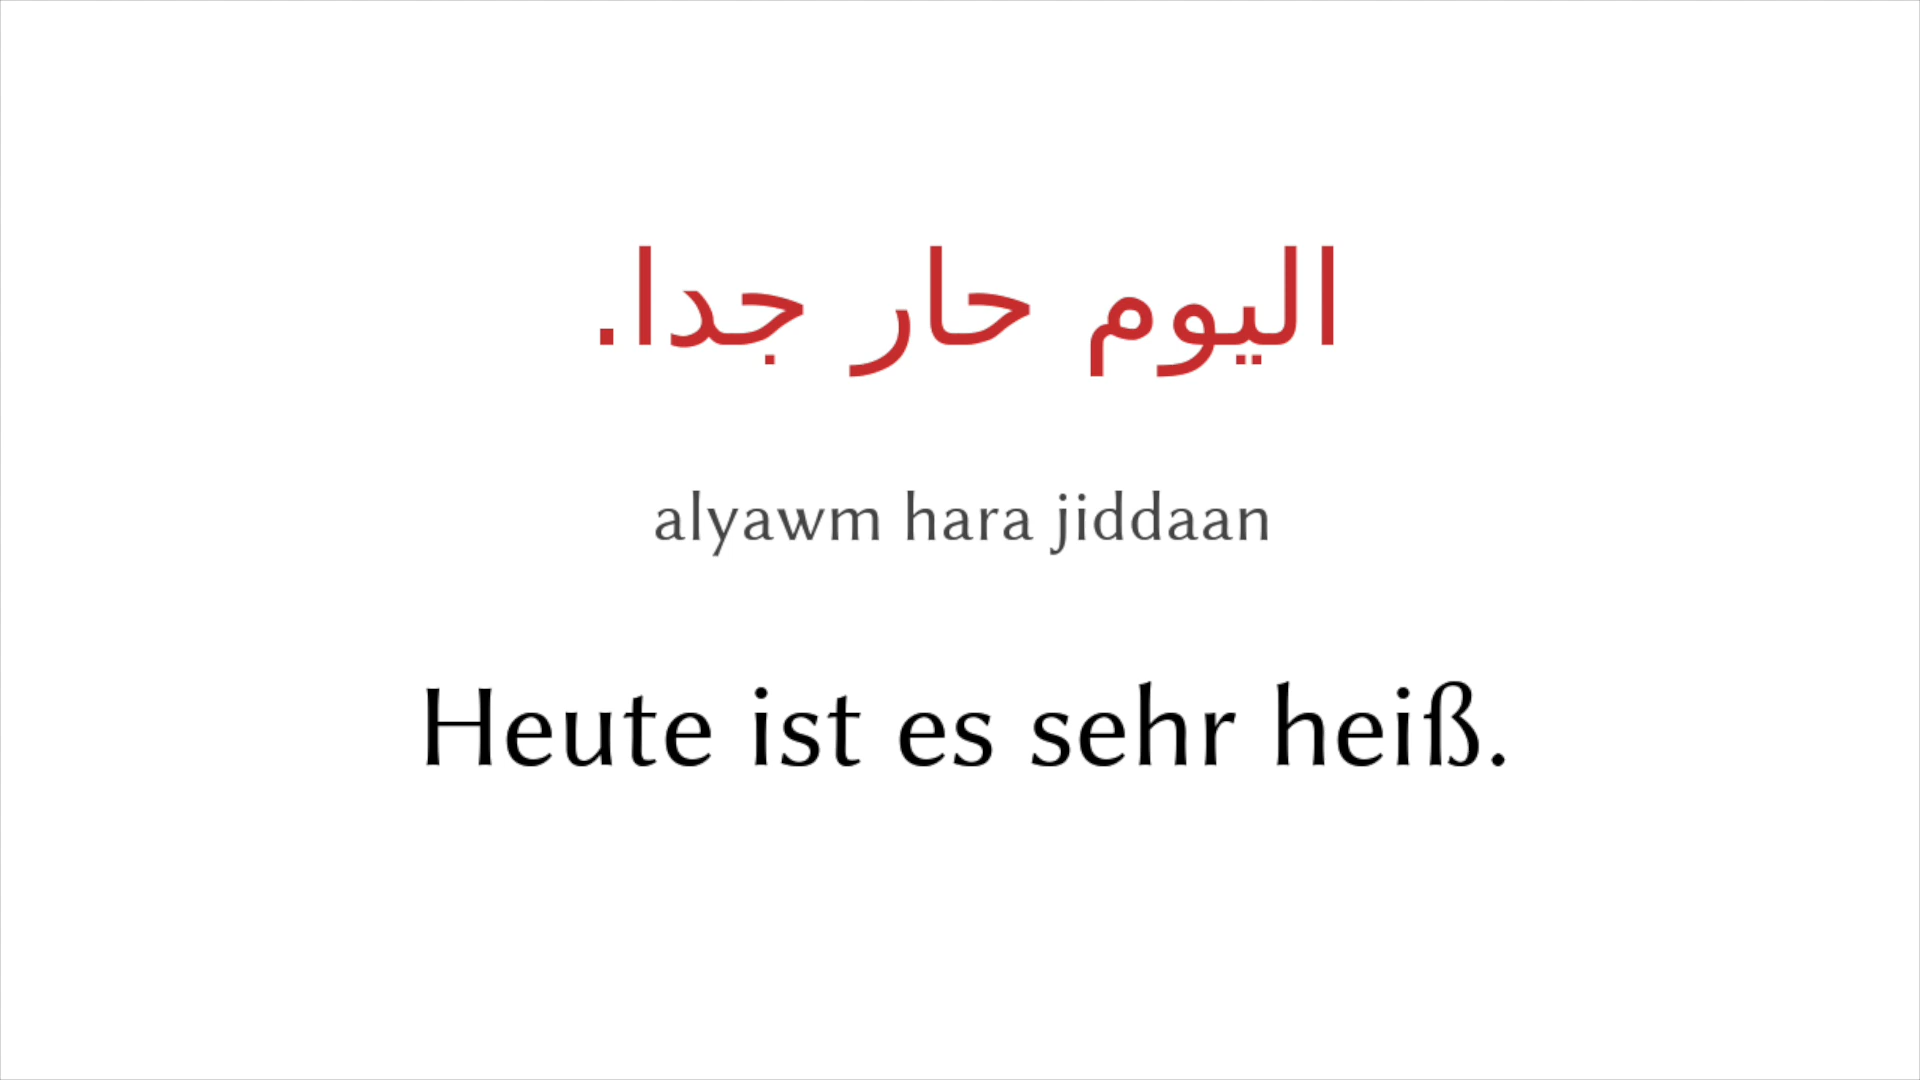 اليوم حار جدا.
alyawm hara jiddaan
Heute ist es sehr heiß.